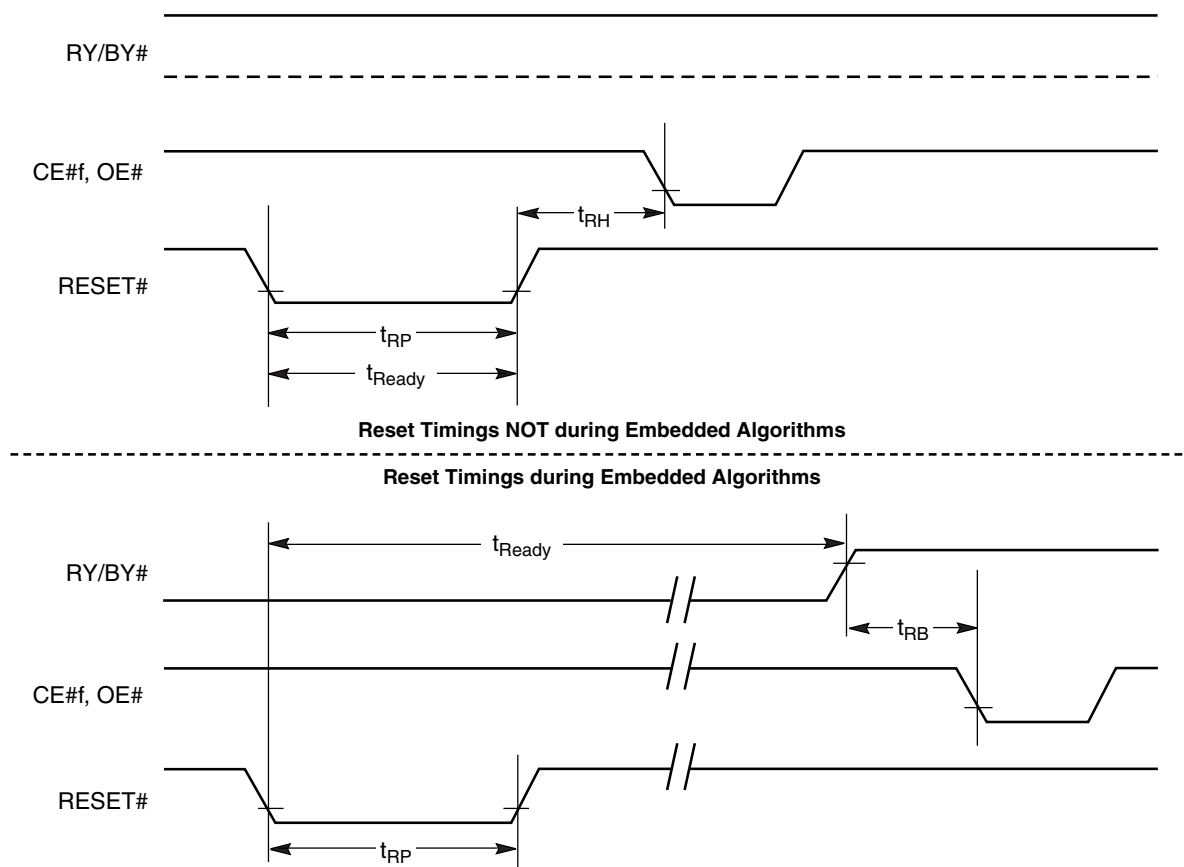 RY/BY#
CE#f, OE#
tRH
RESET#
tRP
tReady
Reset Timings NOT during Embedded Algorithms
Reset Timings during Embedded Algorithms
tReady
RY/BY#
tRB
CE#f, OE#
RESET#
tRP